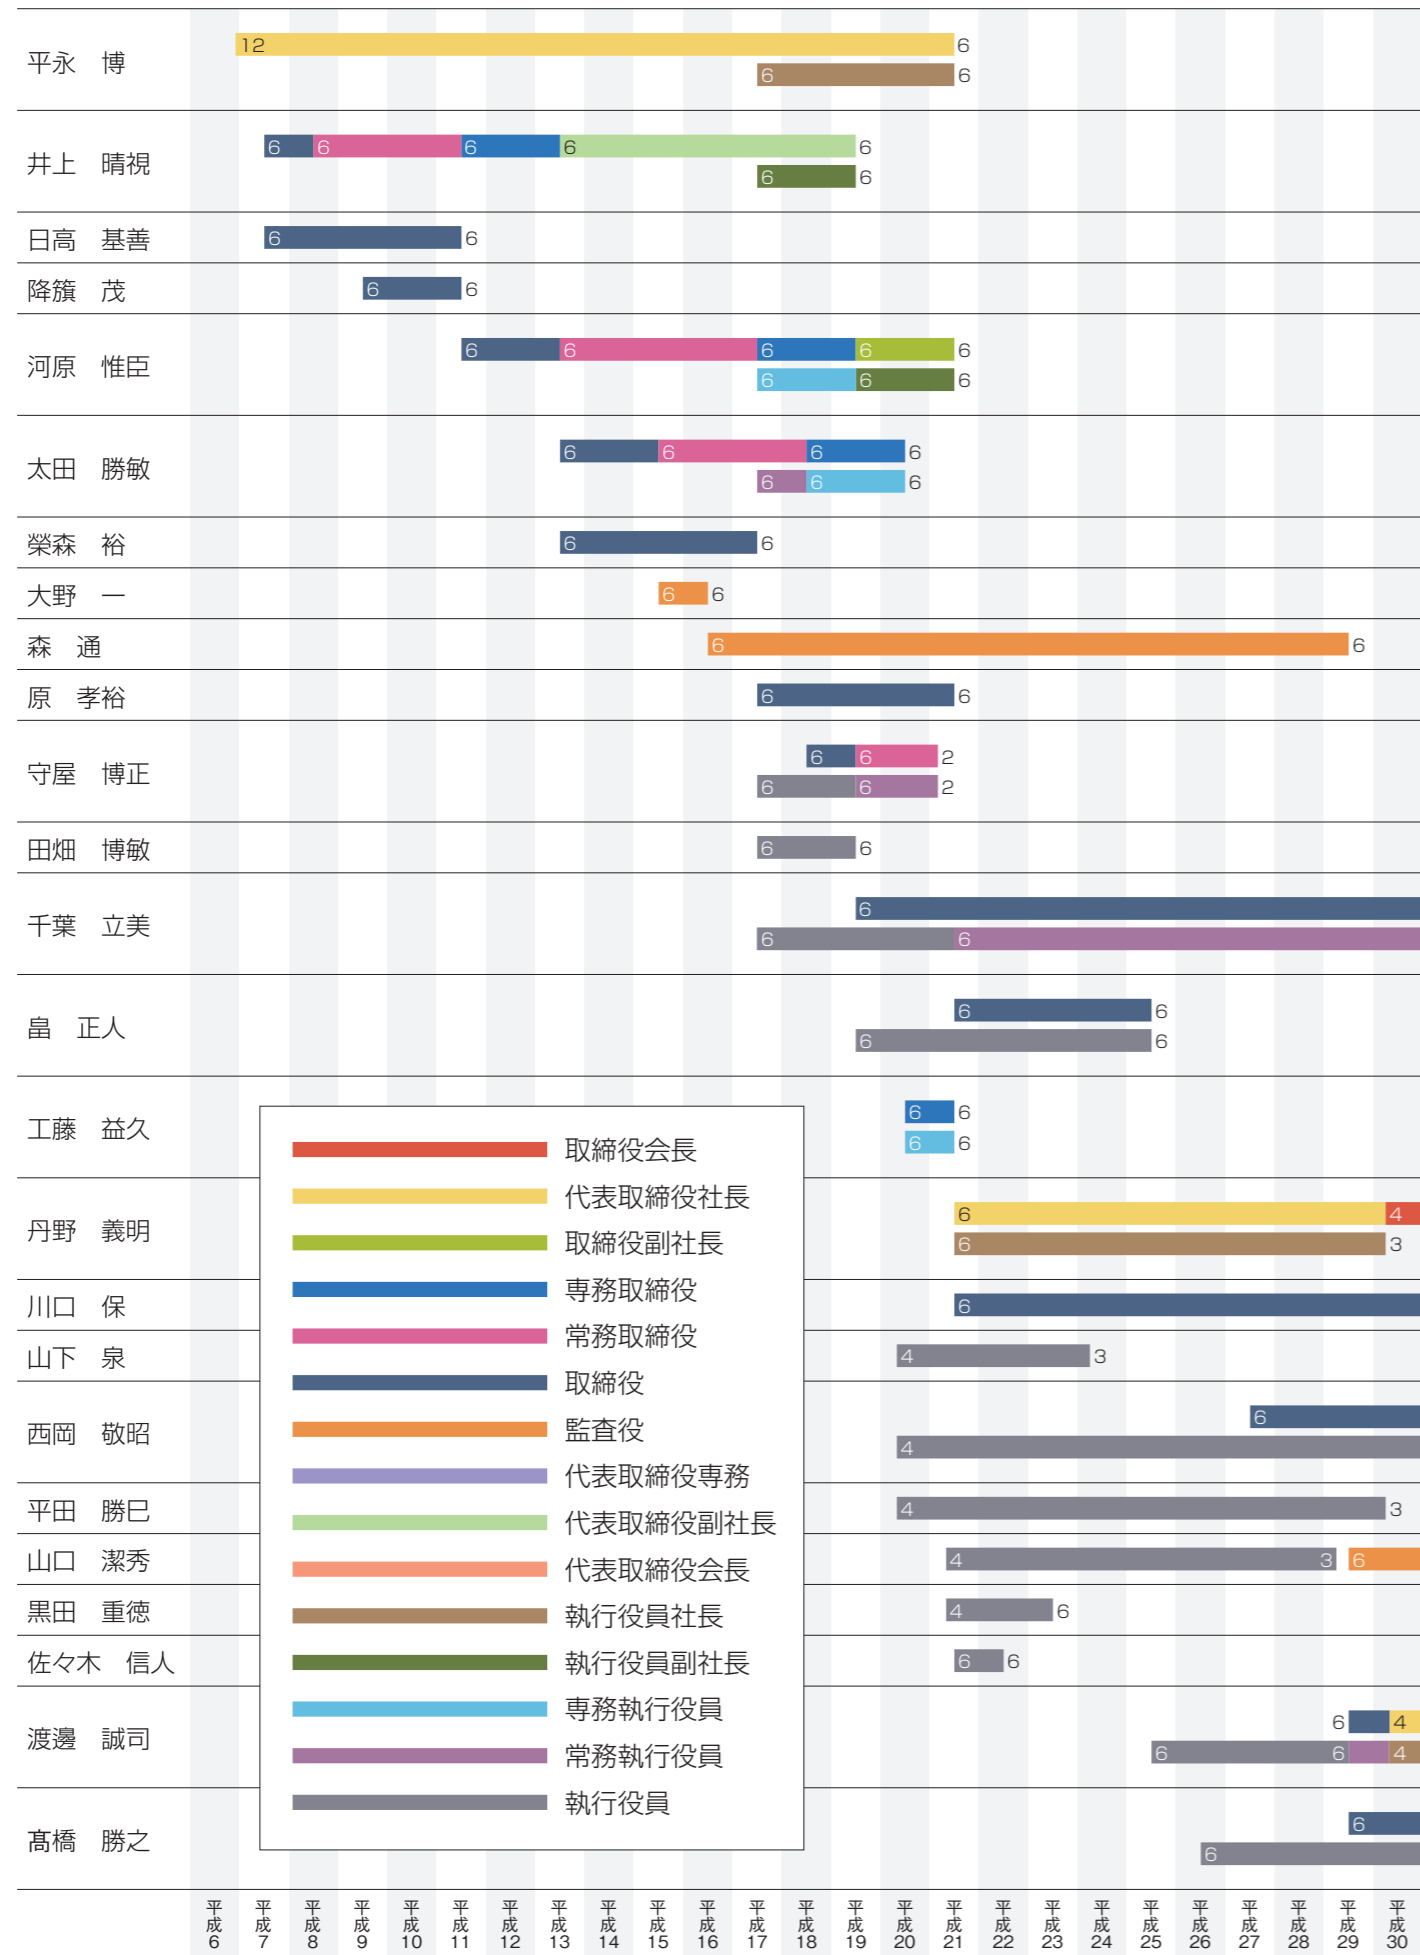 平永 博
12 6
6 6
井上 晴視
6 6 6 6 6
6 6
日高 基善
6 6
降籏 茂
6 6
河原 惟臣
6 6 6 6 6
6 6 6
太田 勝敏
6 6 6 6
6 6 6
榮森 裕
6 6
大野 一
6 6
森 通
6 6
原 孝裕
6 6
守屋 博正
6 6 2
6 6 2
田畑 博敏
6 6
千葉 立美
6
6 6
畠 正人
6 6
6 6
工藤 益久
6 6
6 6
丹野 義明
6 4
6 3
川口 保
6
山下 泉
4 3
西岡 敬昭
6
4
平田 勝巳
4 3
山口 潔秀
4 3 6
黒田 重徳
4 6
佐々木 信人
6 6
渡邊 誠司
6 4
6 6 4
髙橋 勝之
6
6
取締役会長
代表取締役社長
取締役副社長
専務取締役
常務取締役
取締役
監査役
代表取締役専務
代表取締役副社長
代表取締役会長
執行役員社長
執行役員副社長
専務執行役員
常務執行役員
執行役員
平成6
平成7
平成8
平成9
平成10
平成11
平成12
平成13
平成14
平成15
平成16
平成17
平成18
平成19
平成20
平成21
平成22
平成23
平成24
平成25
平成26
平成27
平成28
平成29
平成30